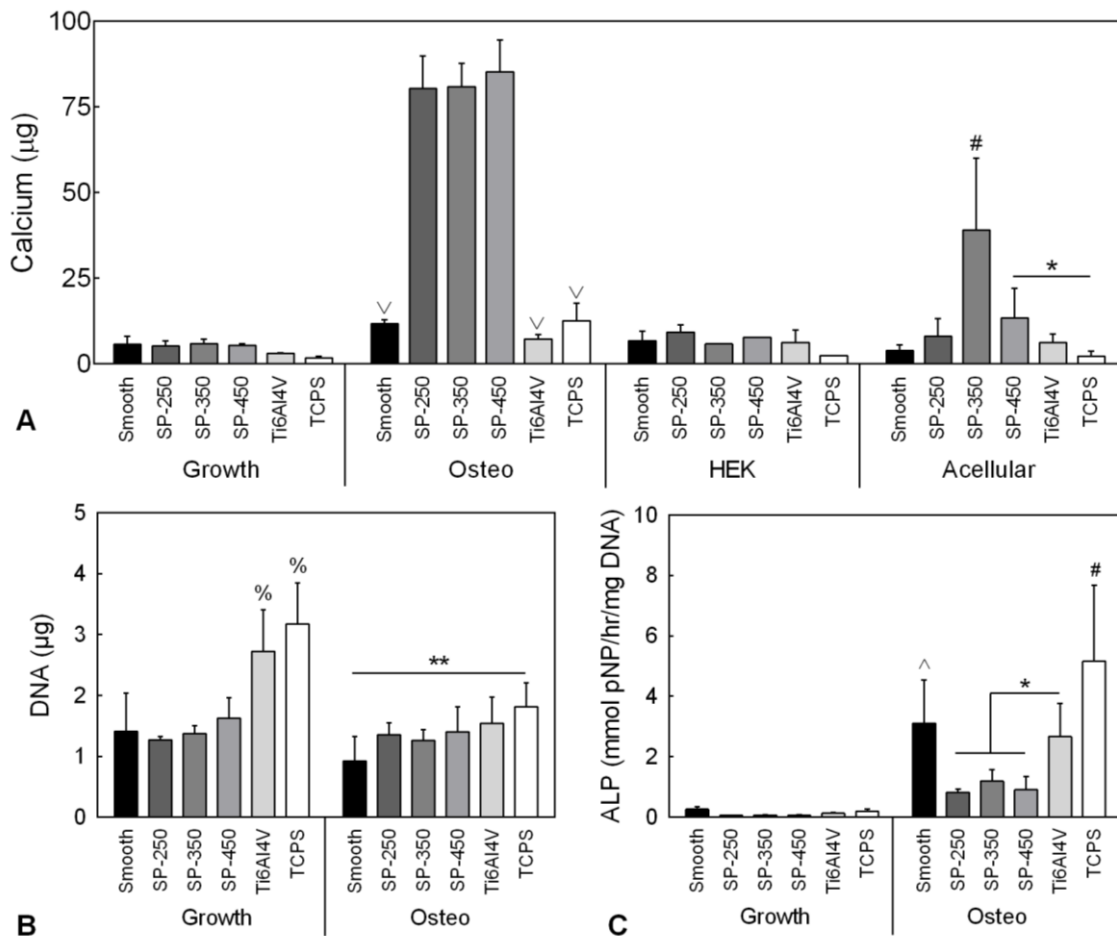 100
75
50
25
0
Calcium (µg)
#
*
∨ ∨ ∨
Smooth SP-250 SP-350 SP-450 Ti6Al4V TCPS Smooth SP-250 SP-350 SP-450 Ti6Al4V TCPS Smooth SP-250 SP-350 SP-450 Ti6Al4V TCPS Smooth SP-250 SP-350 SP-450 Ti6Al4V TCPS
A
Growth Osteo HEK Acellular
5
4
3
2
1
0
DNA (µg)
% %
**
Smooth SP-250 SP-350 SP-450 Ti6Al4V TCPS Smooth SP-250 SP-350 SP-450 Ti6Al4V TCPS
B
Growth Osteo
10
8
6
4
2
0
ALP (mmol pNP/hr/mg DNA)
#
^
*
Smooth SP-250 SP-350 SP-450 Ti6Al4V TCPS Smooth SP-250 SP-350 SP-450 Ti6Al4V TCPS
C
Growth Osteo